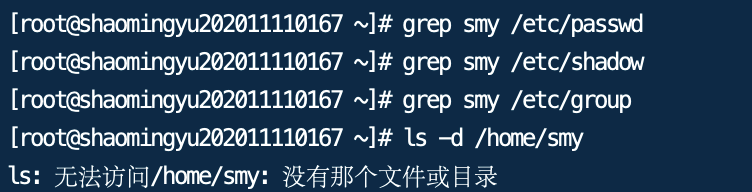 [root@shaomingyu202011110167 ~]# grep smy /etc/passwd
[root@shaomingyu202011110167 ~]# grep smy /etc/shadow
[root@shaomingyu202011110167 ~]# grep smy /etc/group
[root@shaomingyu202011110167 ~]# ls -d /home/smy
ls: 无法访问/home/smy: 没有那个文件或目录